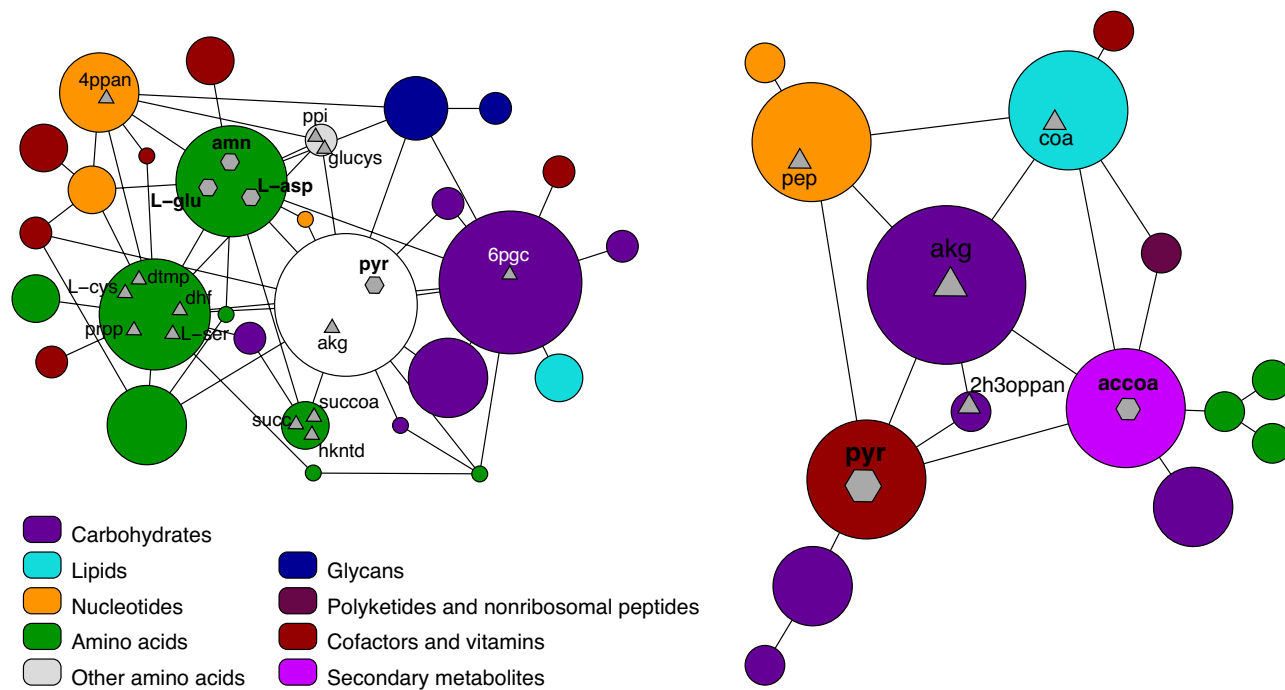 4ppan
ppi
amn
glucys
L−asp
L−glu
pyr
6pgc
L−cys
dtmp
dhf
prpp
L−ser
akg
succoa
succ
hkntd
coa
pep
akg
2h3oppan
accoa
pyr
Carbohydrates
Lipids
Glycans
Nucleotides
Polyketides and nonribosomal peptides
Amino acids
Cofactors and vitamins
Other amino acids
Secondary metabolites